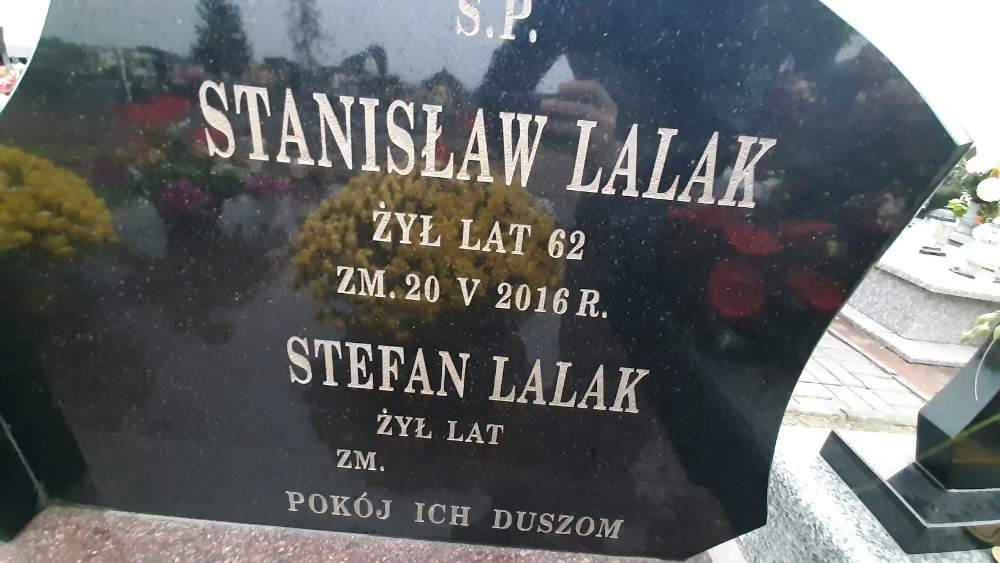 Ś.P.
STANISŁAW LALAK
ŻYŁ LAT 62
ZM. 20 V 2016 R.
STEFAN LALAK
ŻYŁ LAT
ZM.
POKÓJ ICH DUSZOM